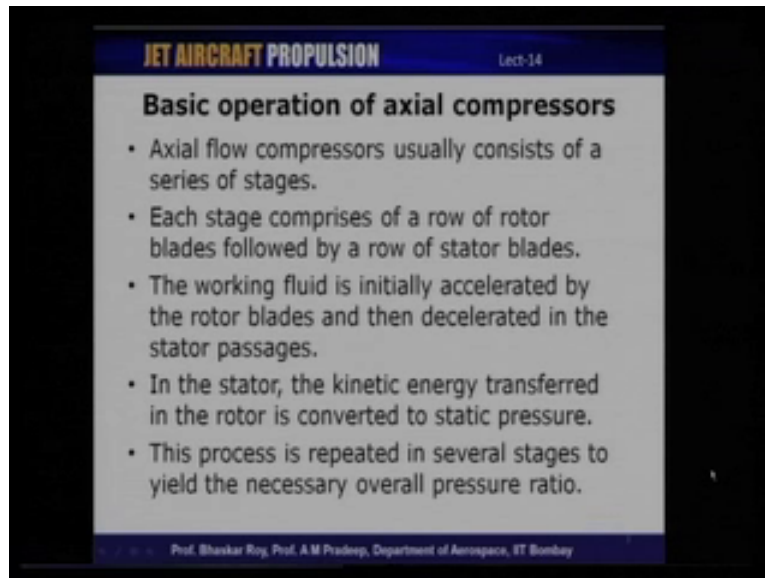 JET AIRCRAFT PROPULSION Lect-14
Basic operation of axial compressors
• Axial flow compressors usually consists of a
series of stages.
• Each stage comprises of a row of rotor
blades followed by a row of stator blades.
• The working fluid is initially accelerated by
the rotor blades and then decelerated in the
stator passages.
• In the stator, the kinetic energy transferred
in the rotor is converted to static pressure.
• This process is repeated in several stages to
yield the necessary overall pressure ratio.
Prof. Bhaskar Roy, Prof. A M Pradeep, Department of Aerospace, IIT Bombay